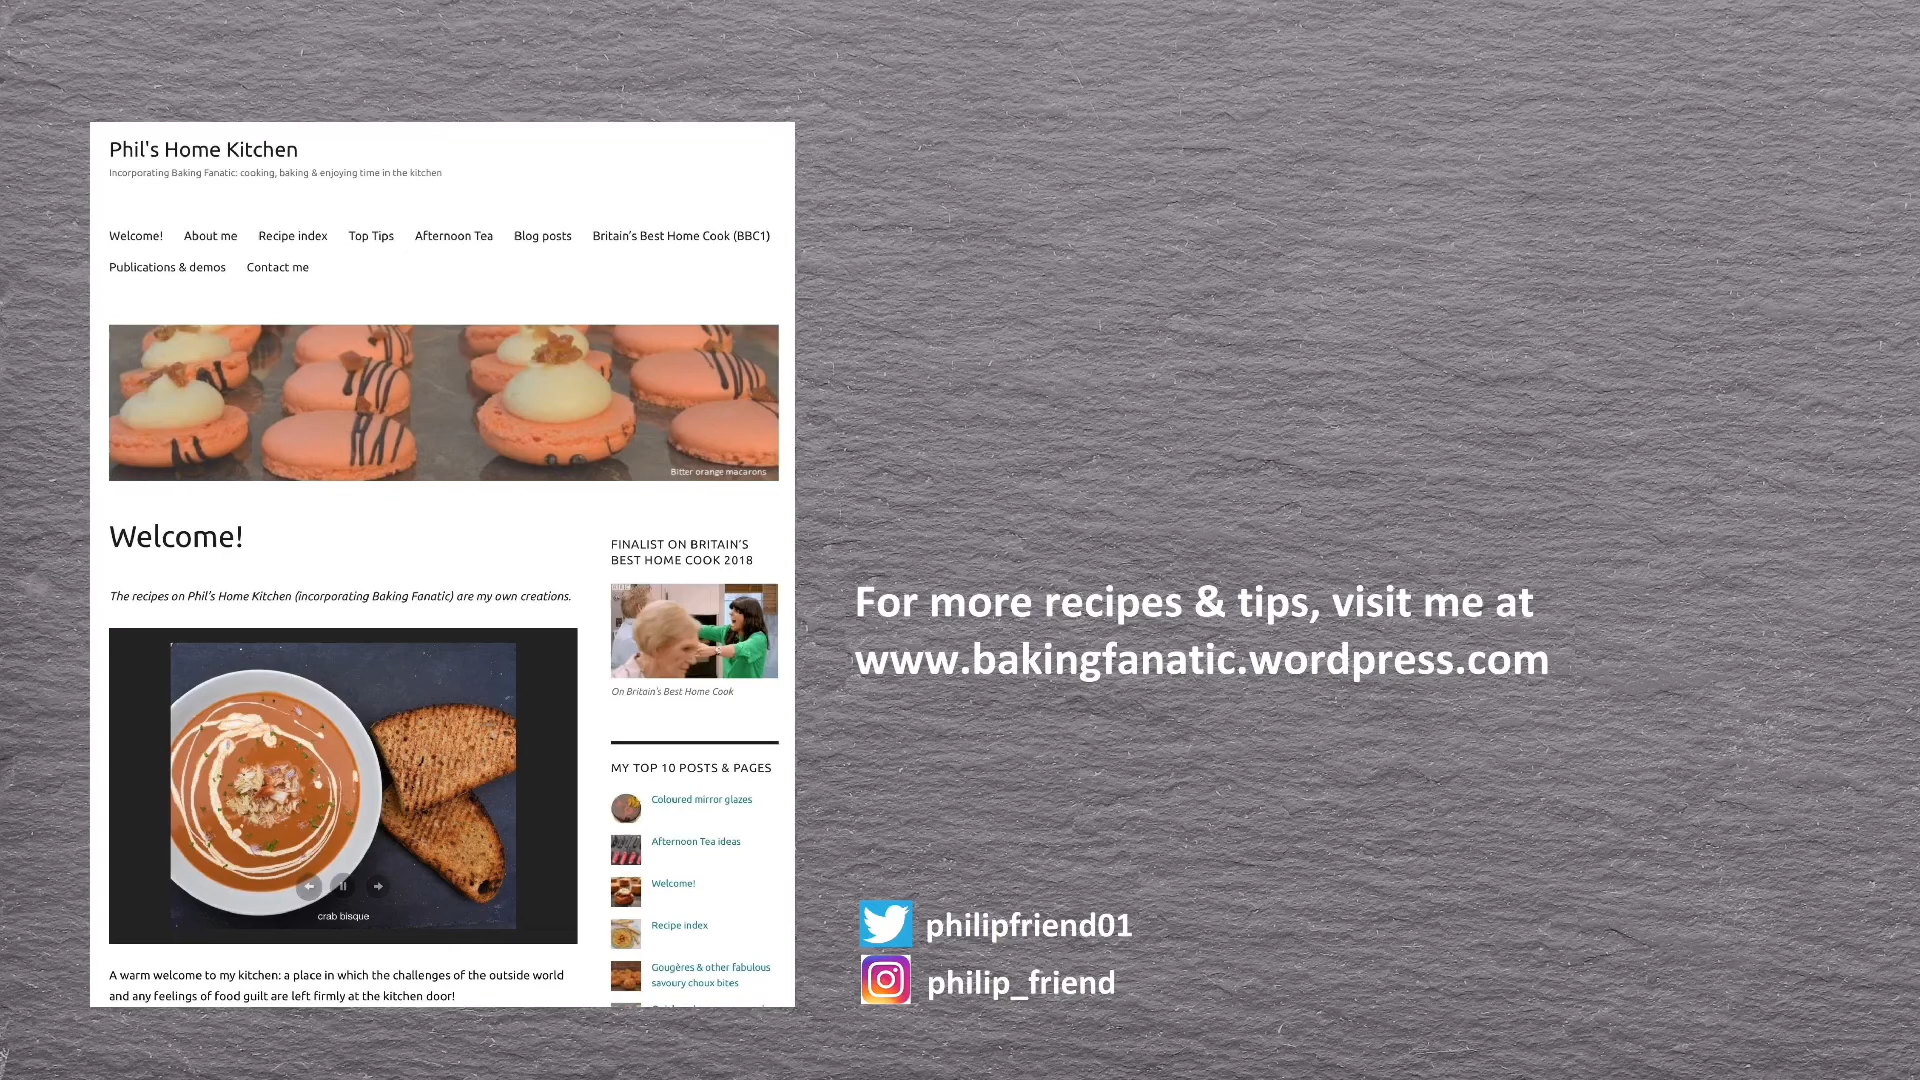 Phil's Home Kitchen
Incorporating Baking Fanatic: cooking, baking & enjoying time in the kitchen
Welcome! About me Recipe index Top Tips Afternoon Tea Blog posts Britain’s Best Home Cook (BBC1)
Publications & demos Contact me
Bitter orange macarons
Welcome!
The recipes on Phil’s Home Kitchen (incorporating Baking Fanatic) are my own creations.
crab bisque
A warm welcome to my kitchen: a place in which the challenges of the outside world
and any feelings of food guilt are left firmly at the kitchen door!
FINALIST ON BRITAIN’S
BEST HOME COOK 2018
On Britain's Best Home Cook
MY TOP 10 POSTS & PAGES
Coloured mirror glazes
Afternoon Tea ideas
Welcome!
Recipe index
Gougères & other fabulous
savoury choux bites
For more recipes & tips, visit me at
www.bakingfanatic.wordpress.com
philipfriend01
philip_friend